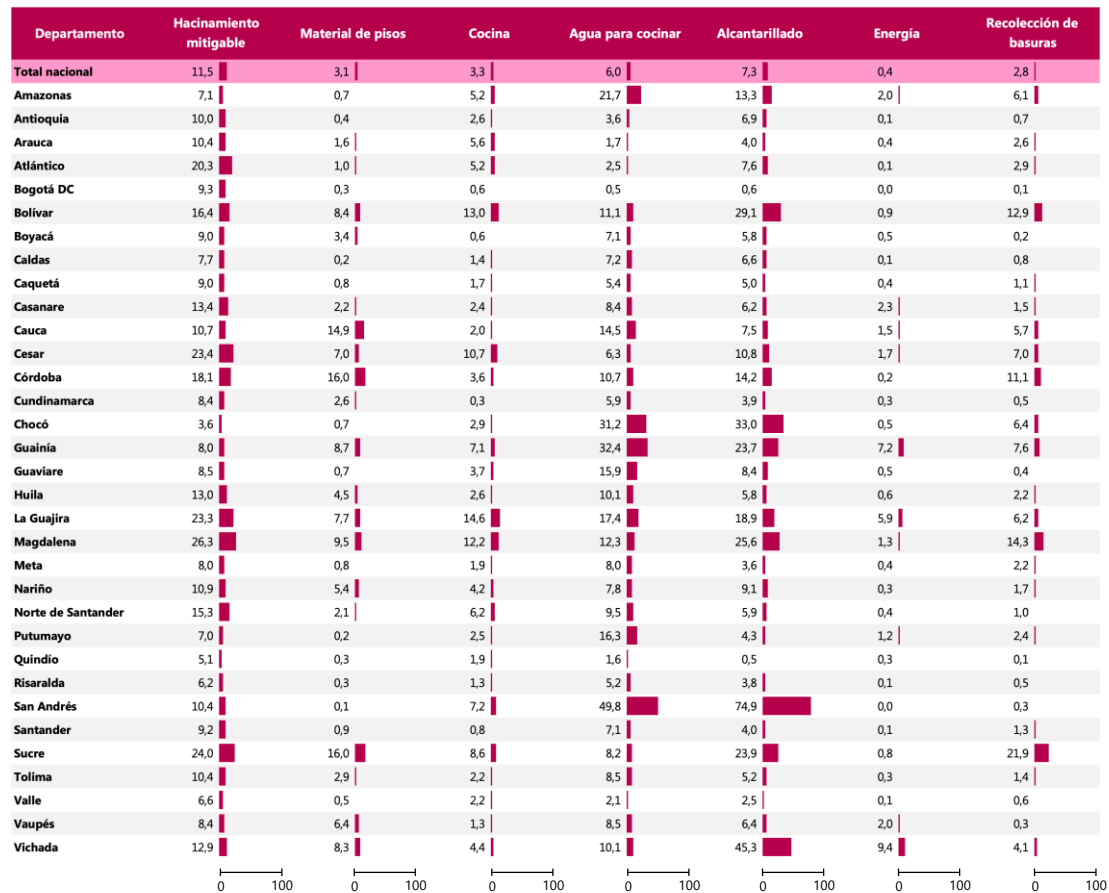 Departamento Hacinamiento mitigable Material de pisos Cocina Agua para cocinar Alcantarillado Energía Recolección de basuras
Total nacional 11,5 3,1 3,3 6,0 7,3 0,4 2,8
Amazonas 7,1 0,7 5,2 21,7 13,3 2,0 6,1
Antioquia 10,0 0,4 2,6 3,6 6,9 0,1 0,7
Arauca 10,4 1,6 5,6 1,7 4,0 0,4 2,6
Atlántico 20,3 1,0 5,2 2,5 7,6 0,1 2,9
Bogotá DC 9,3 0,3 0,6 0,5 0,6 0,0 0,1
Bolívar 16,4 8,4 13,0 11,1 29,1 0,9 12,9
Boyacá 9,0 3,4 0,6 7,1 5,8 0,5 0,2
Caldas 7,7 0,2 1,4 7,2 6,6 0,1 0,8
Caquetá 9,0 0,8 1,7 5,4 5,0 0,4 1,1
Casanare 13,4 2,2 2,4 8,4 6,2 2,3 1,5
Cauca 10,7 14,9 2,0 14,5 7,5 1,5 5,7
Cesar 23,4 7,0 10,7 6,3 10,8 1,7 7,0
Córdoba 18,1 16,0 3,6 10,7 14,2 0,2 11,1
Cundinamarca 8,4 2,6 0,3 5,9 3,9 0,3 0,5
Chocó 3,6 0,7 2,9 31,2 33,0 0,5 6,4
Guainía 8,0 8,7 7,1 32,4 23,7 7,2 7,6
Guaviare 8,5 0,7 3,7 15,9 8,4 0,5 0,4
Huila 13,0 4,5 2,6 10,1 5,8 0,6 2,2
La Guajira 23,3 7,7 14,6 17,4 18,9 5,9 6,2
Magdalena 26,3 9,5 12,2 12,3 25,6 1,3 14,3
Meta 8,0 0,8 1,9 8,0 3,6 0,4 2,2
Nariño 10,9 5,4 4,2 7,8 9,1 0,3 1,7
Norte de Santander 15,3 2,1 6,2 9,5 5,9 0,4 1,0
Putumayo 7,0 0,2 2,5 16,3 4,3 1,2 2,4
Quindío 5,1 0,3 1,9 1,6 0,5 0,3 0,1
Risaralda 6,2 0,3 1,3 5,2 3,8 0,1 0,5
San Andrés 10,4 0,1 7,2 49,8 74,9 0,0 0,3
Santander 9,2 0,9 0,8 7,1 4,0 0,1 1,3
Sucre 24,0 16,0 8,6 8,2 23,9 0,8 21,9
Tolima 10,4 2,9 2,2 8,5 5,2 0,3 1,4
Valle 6,6 0,5 2,2 2,1 2,5 0,1 0,6
Vaupés 8,4 6,4 1,3 8,5 6,4 2,0 0,3
Vichada 12,9 8,3 4,4 10,1 45,3 9,4 4,1
0 100 0 100 0 100 0 100 0 100 0 100 0 100